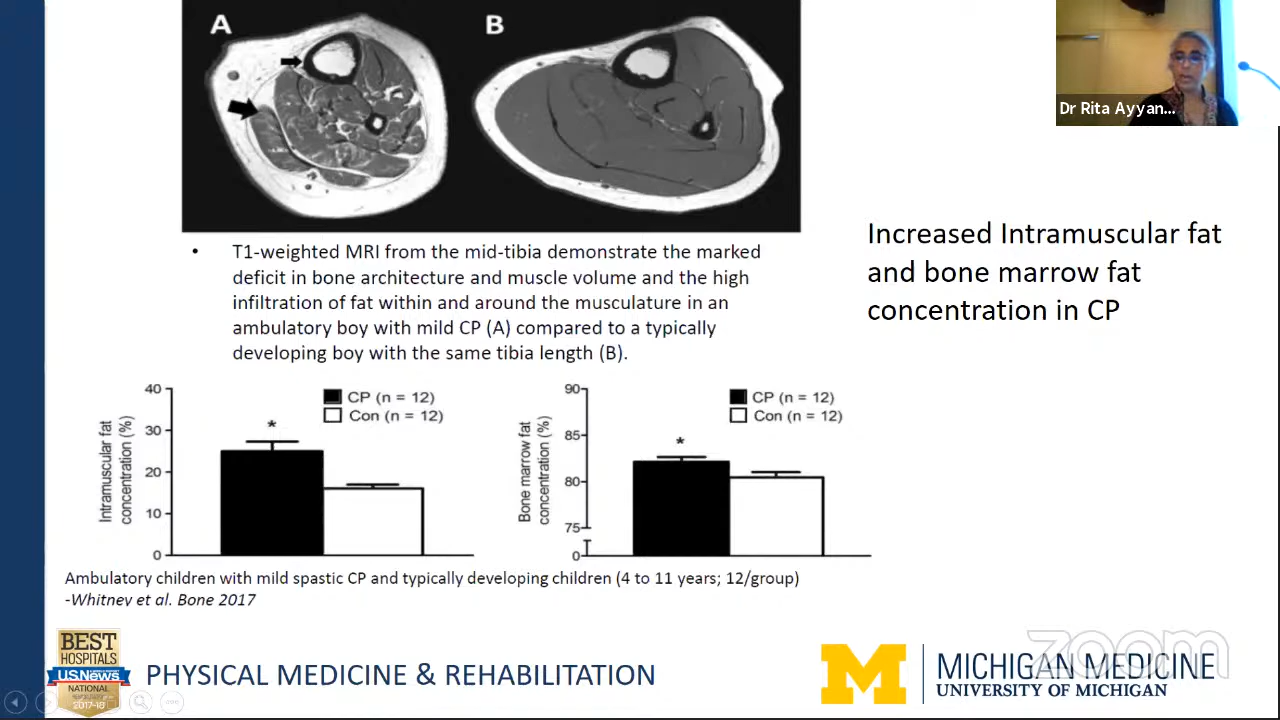 A
B
Dr Rita Ayyan...
Increased Intramuscular fat
and bone marrow fat
concentration in CP
• T1-weighted MRI from the mid-tibia demonstrate the marked
deficit in bone architecture and muscle volume and the high
infiltration of fat within and around the musculature in an
ambulatory boy with mild CP (A) compared to a typically
developing boy with the same tibia length (B).
Intramuscular fat
concentration (%)
40
30
20
10
0
*
CP (n = 12)
Con (n = 12)
Bone marrow fat
concentration (%)
90
85
80
75
0
*
CP (n = 12)
Con (n = 12)
Ambulatory children with mild spastic CP and typically developing children (4 to 11 years; 12/group)
-Whitney et al. Bone 2017
BEST
HOSPITALS
U.S.News
NATIONAL
2017-18
PHYSICAL MEDICINE & REHABILITATION
M
MICHIGAN MEDICINE
UNIVERSITY OF MICHIGAN
zoom